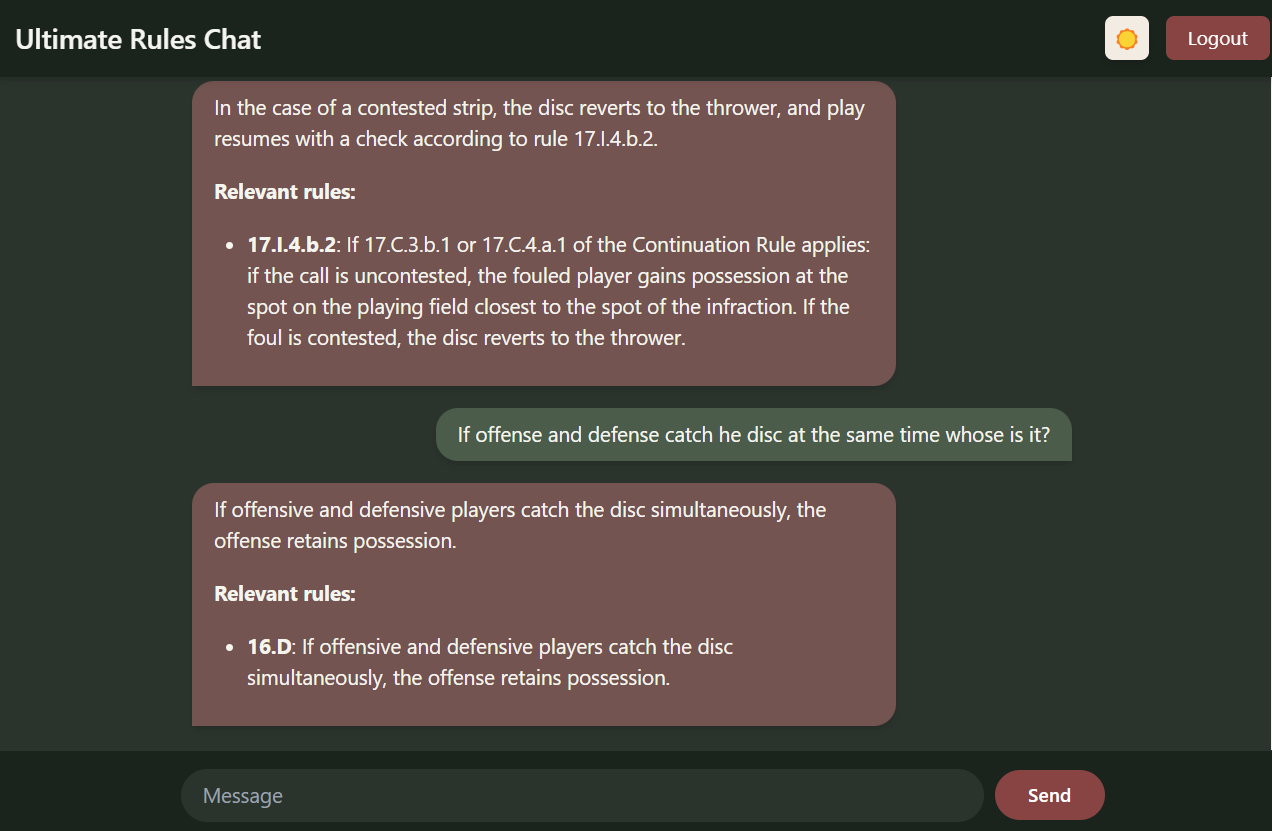 Ultimate Rules Chat
Logout
In the case of a contested strip, the disc reverts to the thrower, and play
resumes with a check according to rule 17.I.4.b.2.
Relevant rules:
• 17.I.4.b.2: If 17.C.3.b.1 or 17.C.4.a.1 of the Continuation Rule applies:
if the call is uncontested, the fouled player gains possession at the
spot on the playing field closest to the spot of the infraction. If the
foul is contested, the disc reverts to the thrower.
If offense and defense catch he disc at the same time whose is it?
If offensive and defensive players catch the disc simultaneously, the
offense retains possession.
Relevant rules:
• 16.D: If offensive and defensive players catch the disc
simultaneously, the offense retains possession.
Message
Send